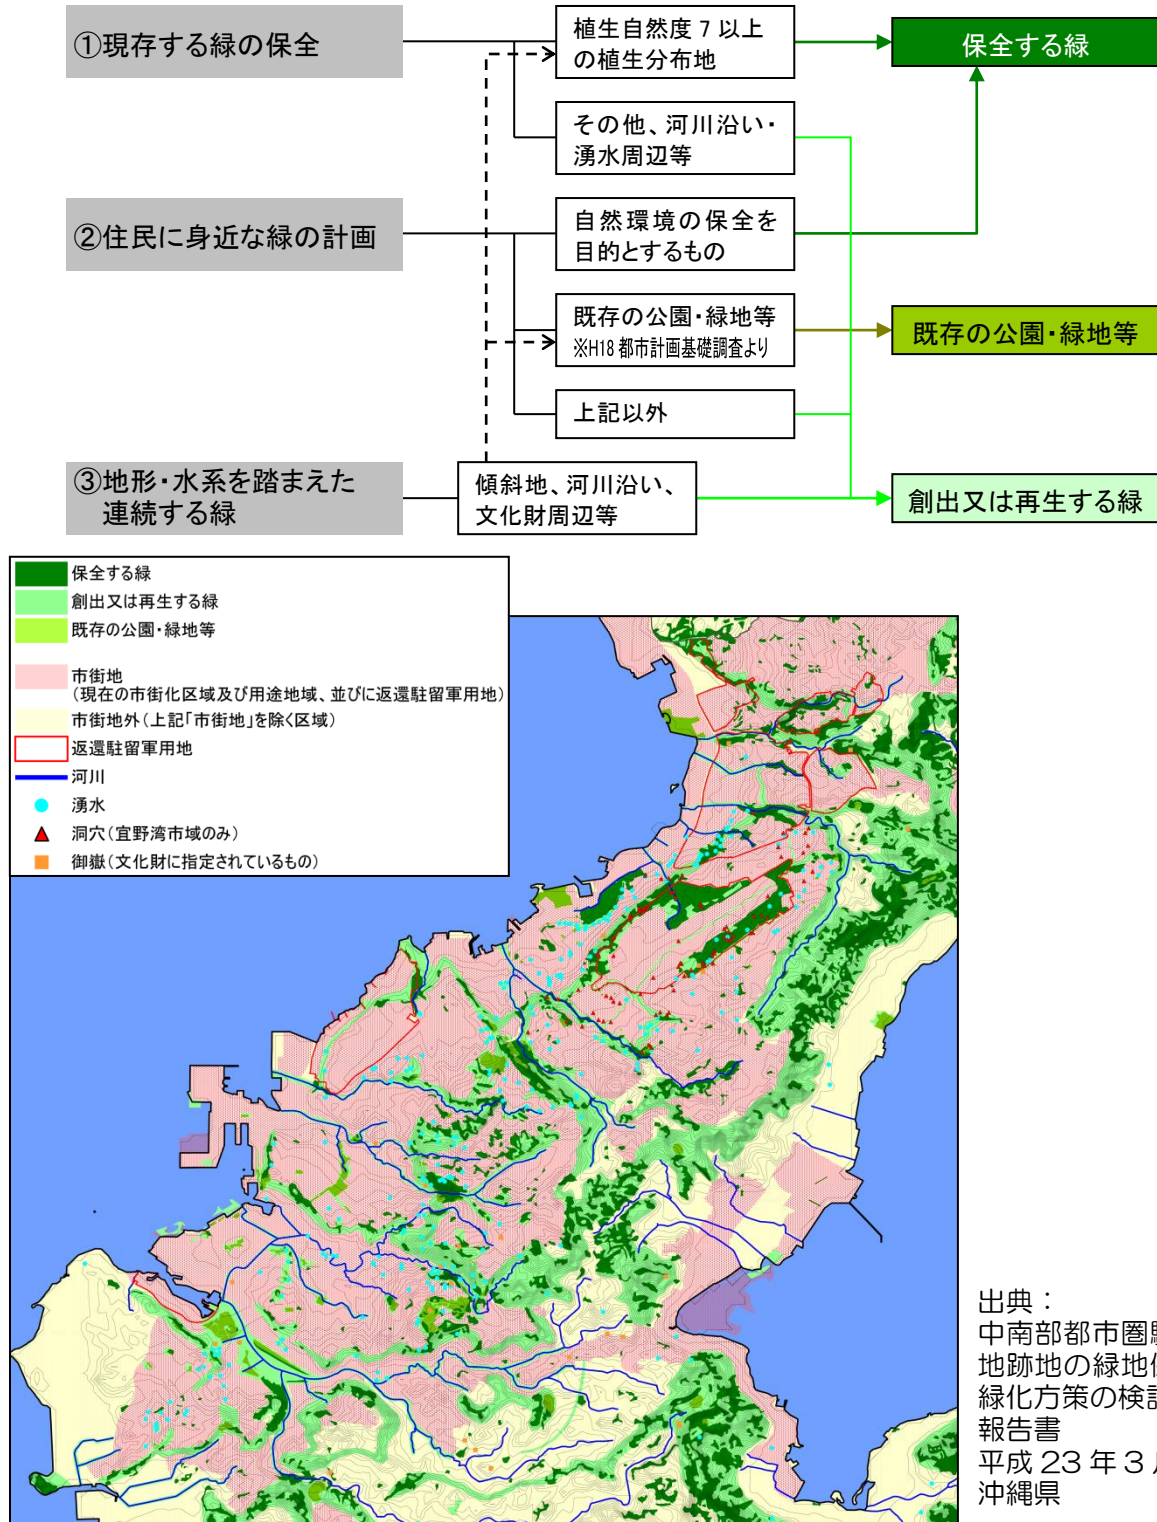 ①現存する緑の保全
植生自然度 7 以上
の植生分布地
保全する緑
その他、河川沿い・
湧水周辺等
②住民に身近な緑の計画
自然環境の保全を
目的とするもの
既存の公園・緑地等
※H18 都市計画基礎調査より
既存の公園・緑地等
上記以外
③地形・水系を踏まえた
連続する緑
傾斜地、河川沿い、
文化財周辺等
創出又は再生する緑
保全する緑
創出又は再生する緑
既存の公園・緑地等
市街地
(現在の市街化区域及び用途地域、並びに返還駐留軍用地)
市街地外(上記「市街地」を除く区域)
返還駐留軍用地
河川
湧水
洞穴(宜野湾市域のみ)
御嶽(文化財に指定されているもの)
出典：
中南部都市圏
地跡地の緑地
緑化方策の検
報告書
平成 23 年 3
沖縄県